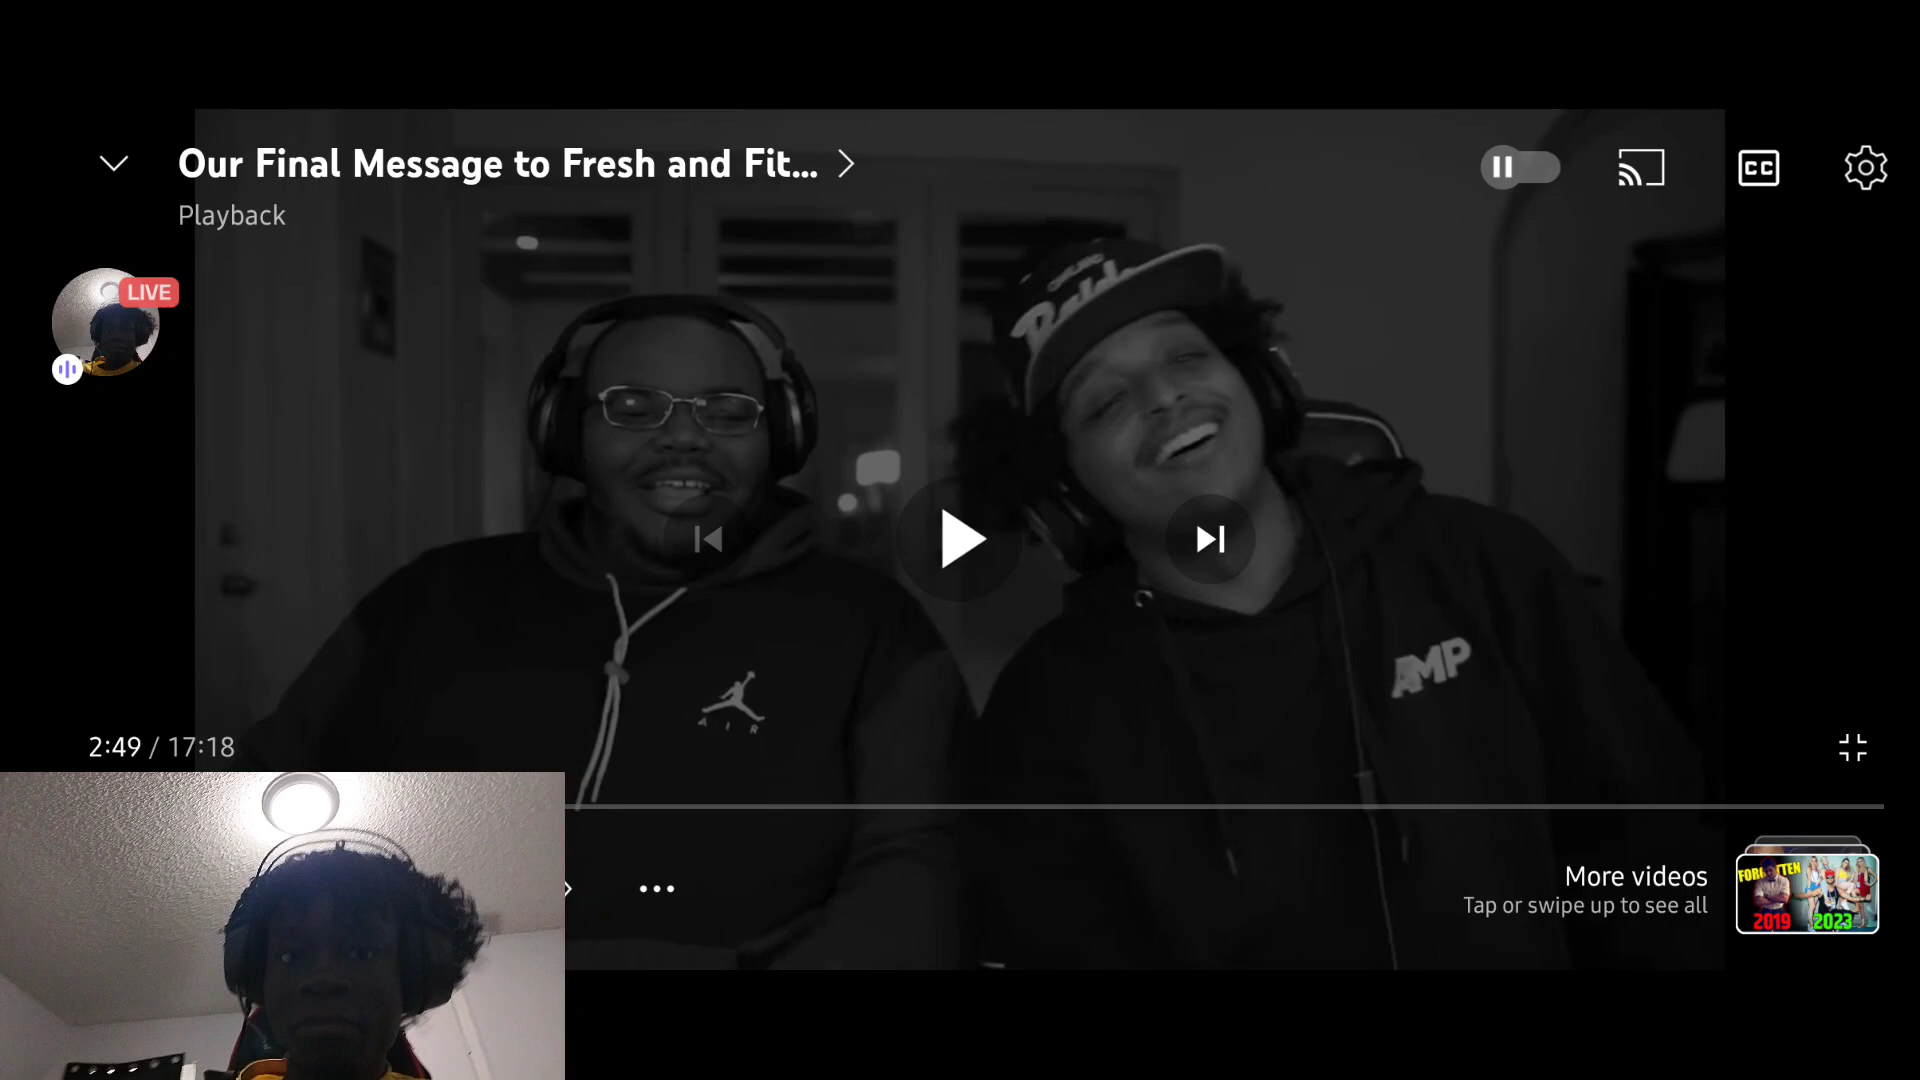 Our Final Message to Fresh and Fit...
Playback
CC
LIVE
AIR
AMP
2:49 / 17:18
More videos
Tap or swipe up to see all
2019
2023